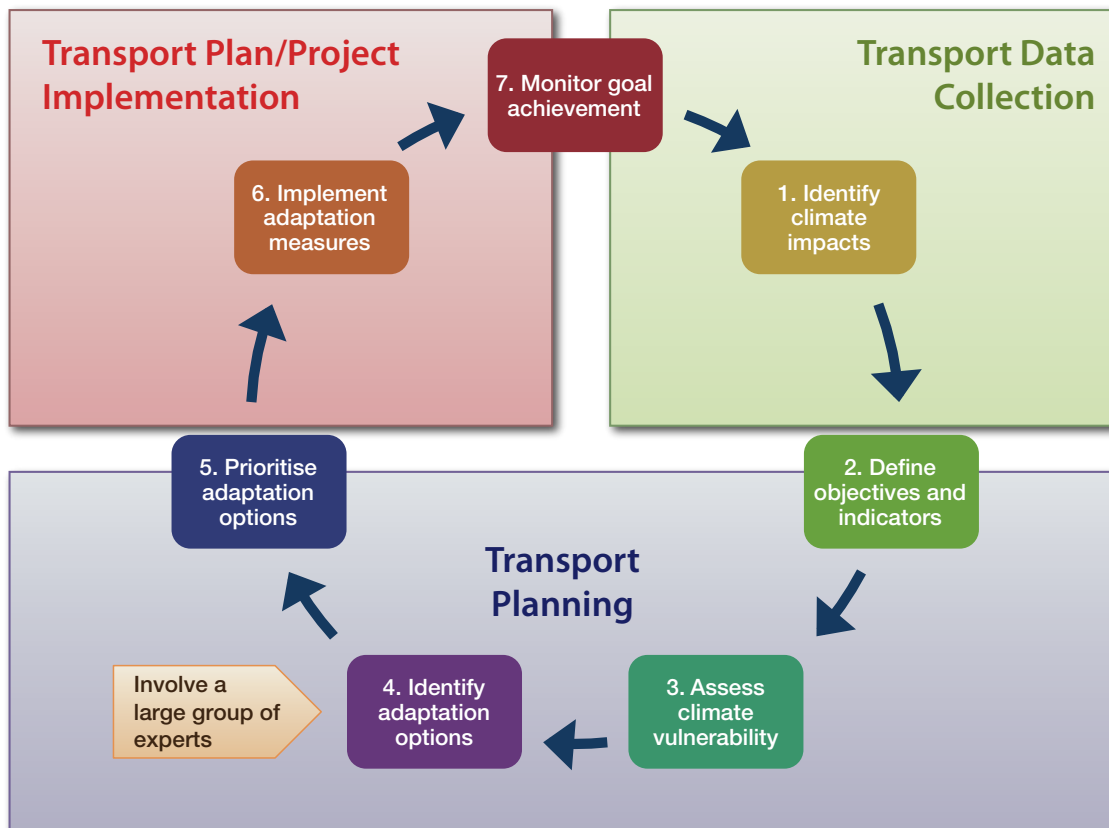 Transport Plan/Project
Implementation
7. Monitor goal
achievement
Transport Data
Collection
6. Implement
adaptation
measures
1. Identify
climate
impacts
5. Prioritise
adaptation
options
2. Define
objectives and
indicators
Transport
Planning
Involve a
large group of
experts
4. Identify
adaptation
options
3. Assess
climate
vulnerability